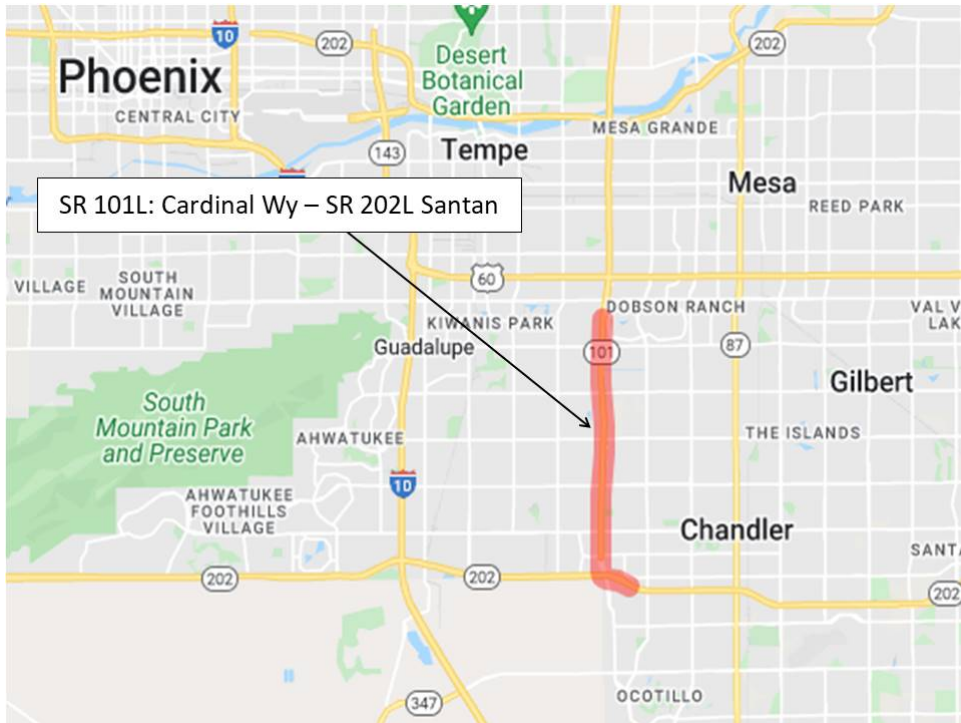 10
202
Desert
Botanical
Garden
202
Phoenix
CENTRAL CITY
MESA GRANDE
143
Tempe
Mesa
SR 101L: Cardinal Wy – SR 202L Santan
REED PARK
60
VILLAGE
SOUTH
MOUNTAIN
VILLAGE
DOBSON RANCH
VAL V
LAK
KIWANIS PARK
Guadalupe
101
87
Gilbert
South
Mountain Park
and Preserve
AHWATUKEE
THE ISLANDS
10
AHWATUKEE
FOOTHILLS
VILLAGE
Chandler
SANTA
202
202
202
347
OCOTILLO